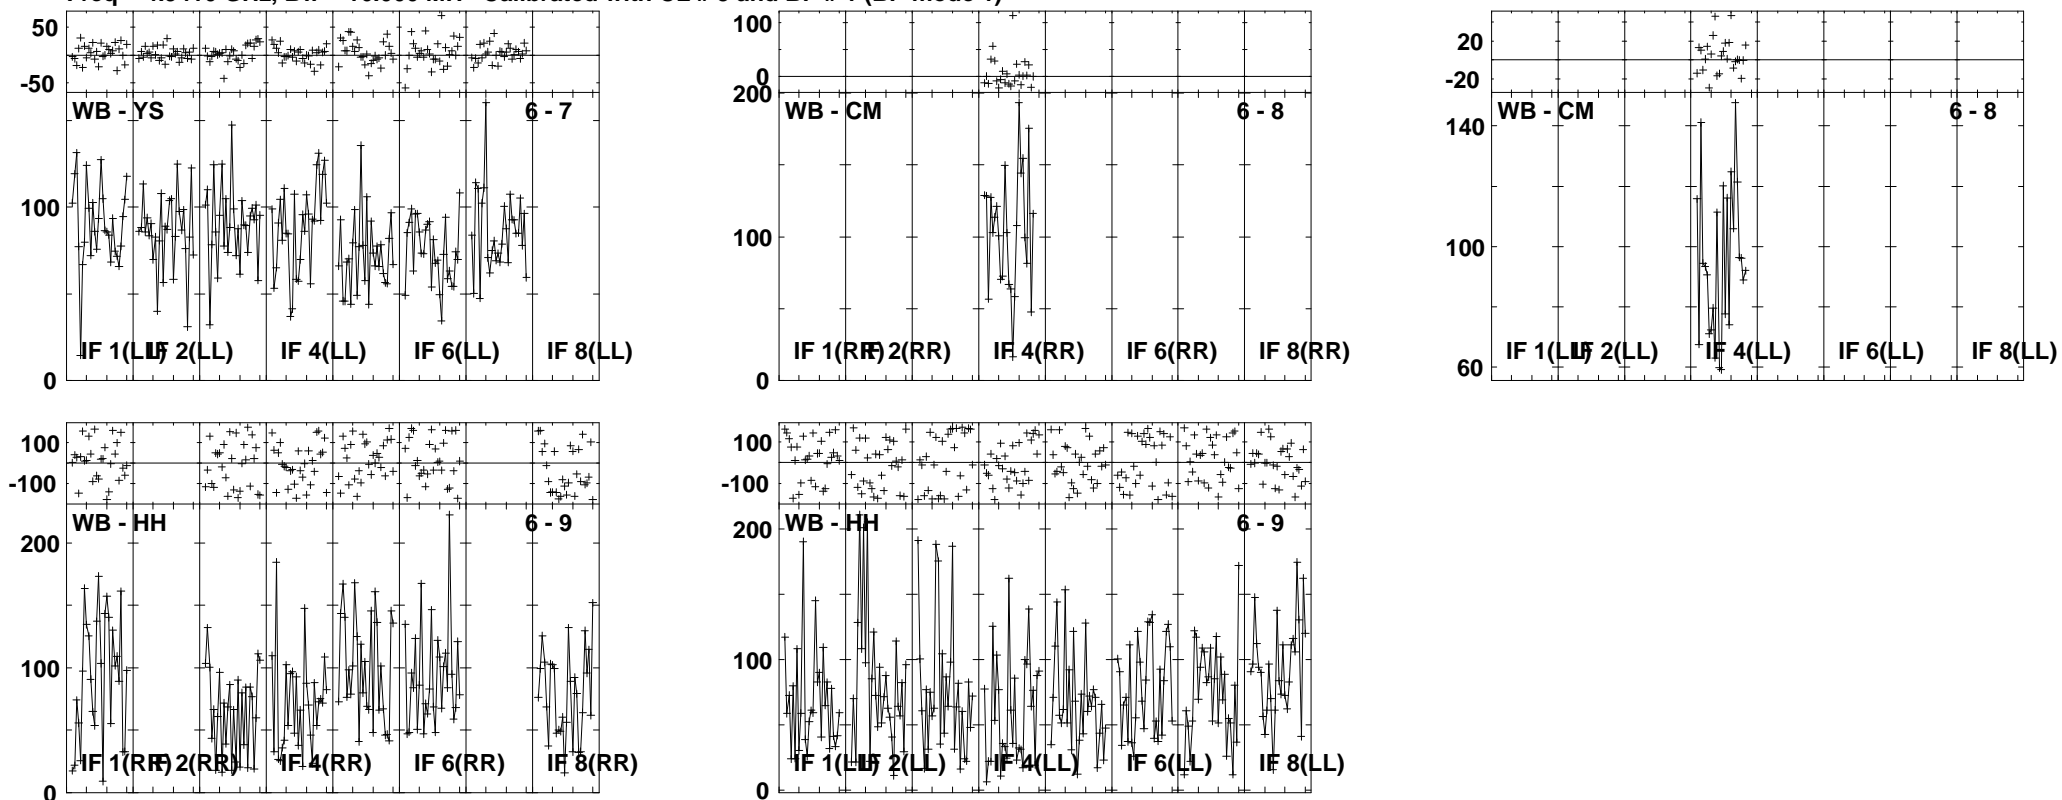 50
-50
WB - YS 6 - 7
100
0
IF 1(LL) IF 2(LL) IF 4(LL) IF 6(LL) IF 8(LL)
100
0
200
WB - CM 6 - 8
100
0
IF 1(RR) IF 2(RR) IF 4(RR) IF 6(RR) IF 8(RR)
20
-20
WB - CM 6 - 8
140
100
60
IF 1(LL) IF 2(LL) IF 4(LL) IF 6(LL) IF 8(LL)
100
-100
WB - HH 6 - 9
200
100
0
IF 1(RR) IF 2(RR) IF 4(RR) IF 6(RR) IF 8(RR)
100
-100
WB - HH 6 - 9
200
100
0
IF 1(LL) IF 2(LL) IF 4(LL) IF 6(LL) IF 8(LL)